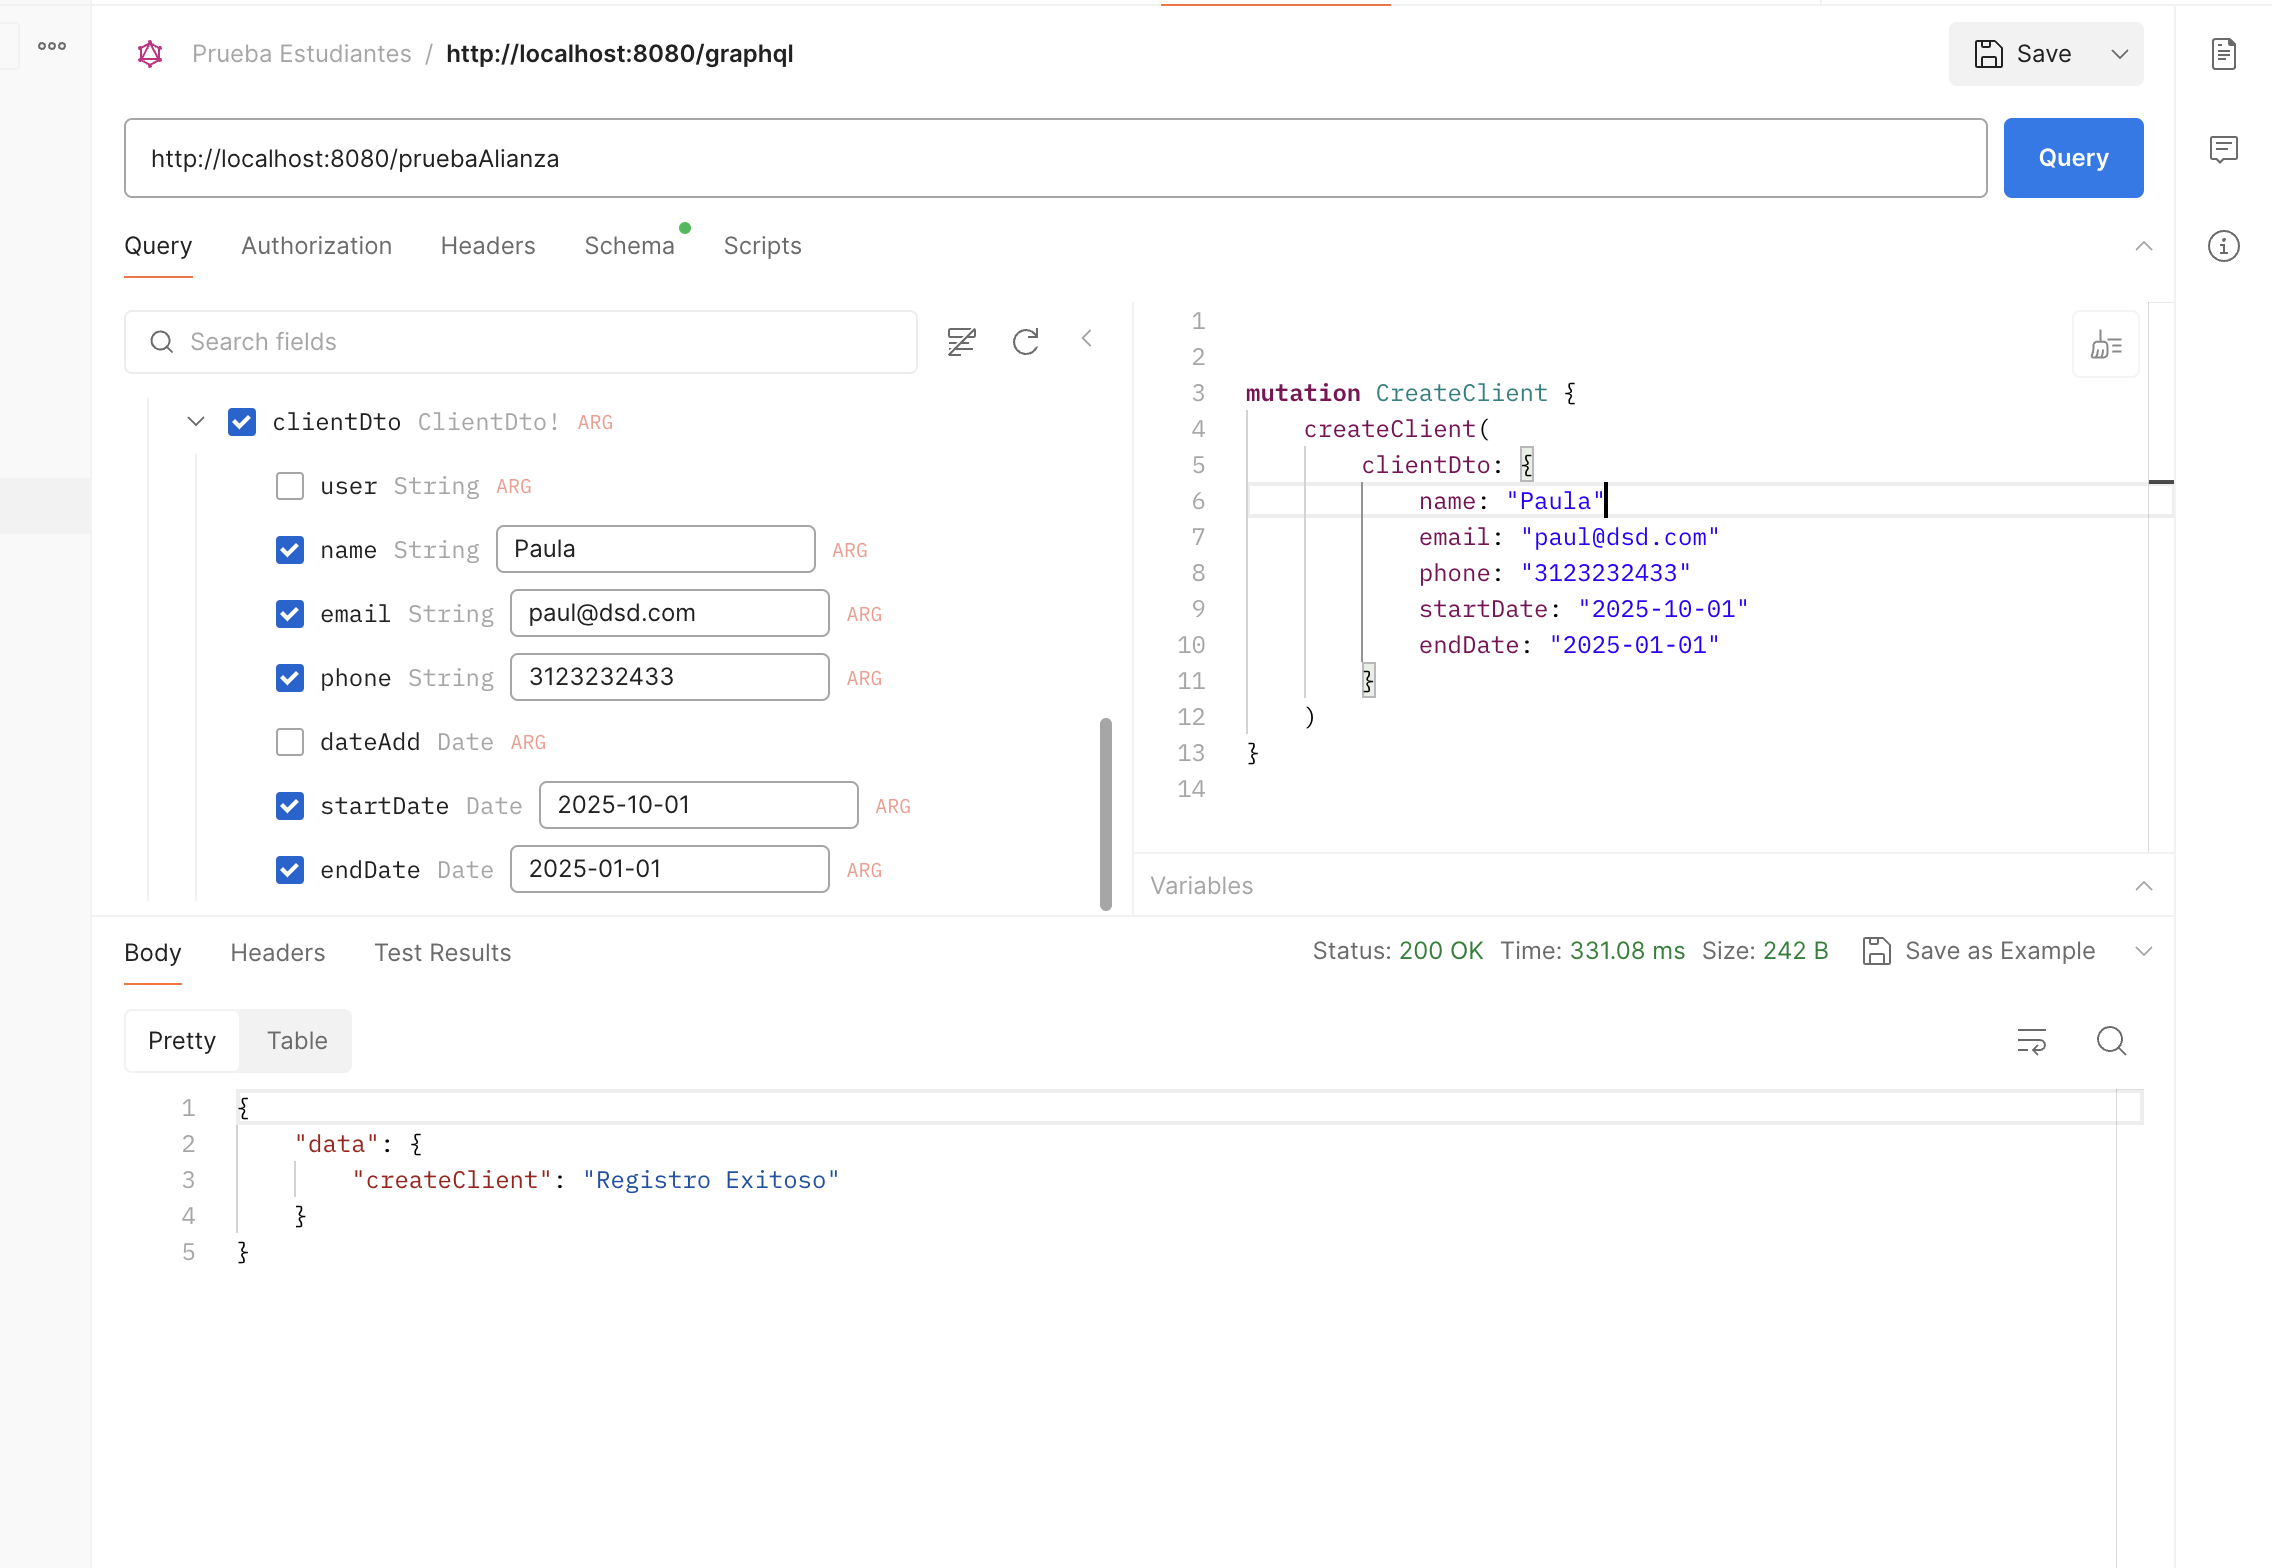 Prueba Estudiantes / http://localhost:8080/graphql
Save
http://localhost:8080/pruebaAlianza
Query
Query Authorization Headers Schema Scripts
Search fields
clientDto ClientDto! ARG
user String ARG
name String Paula ARG
email String paul@dsd.com ARG
phone String 3123232433 ARG
dateAdd Date ARG
startDate Date 2025-10-01 ARG
endDate Date 2025-01-01 ARG
1
2
3 mutation CreateClient {
4 createClient(
5 clientDto: {
6 name: "Paula"
7 email: "paul@dsd.com"
8 phone: "3123232433"
9 startDate: "2025-10-01"
10 endDate: "2025-01-01"
11 }
12 )
13 }
14
Variables
Body Headers Test Results
Status: 200 OK Time: 331.08 ms Size: 242 B Save as Example
Pretty Table
1 {
2 "data": {
3 "createClient": "Registro Exitoso"
4 }
5 }